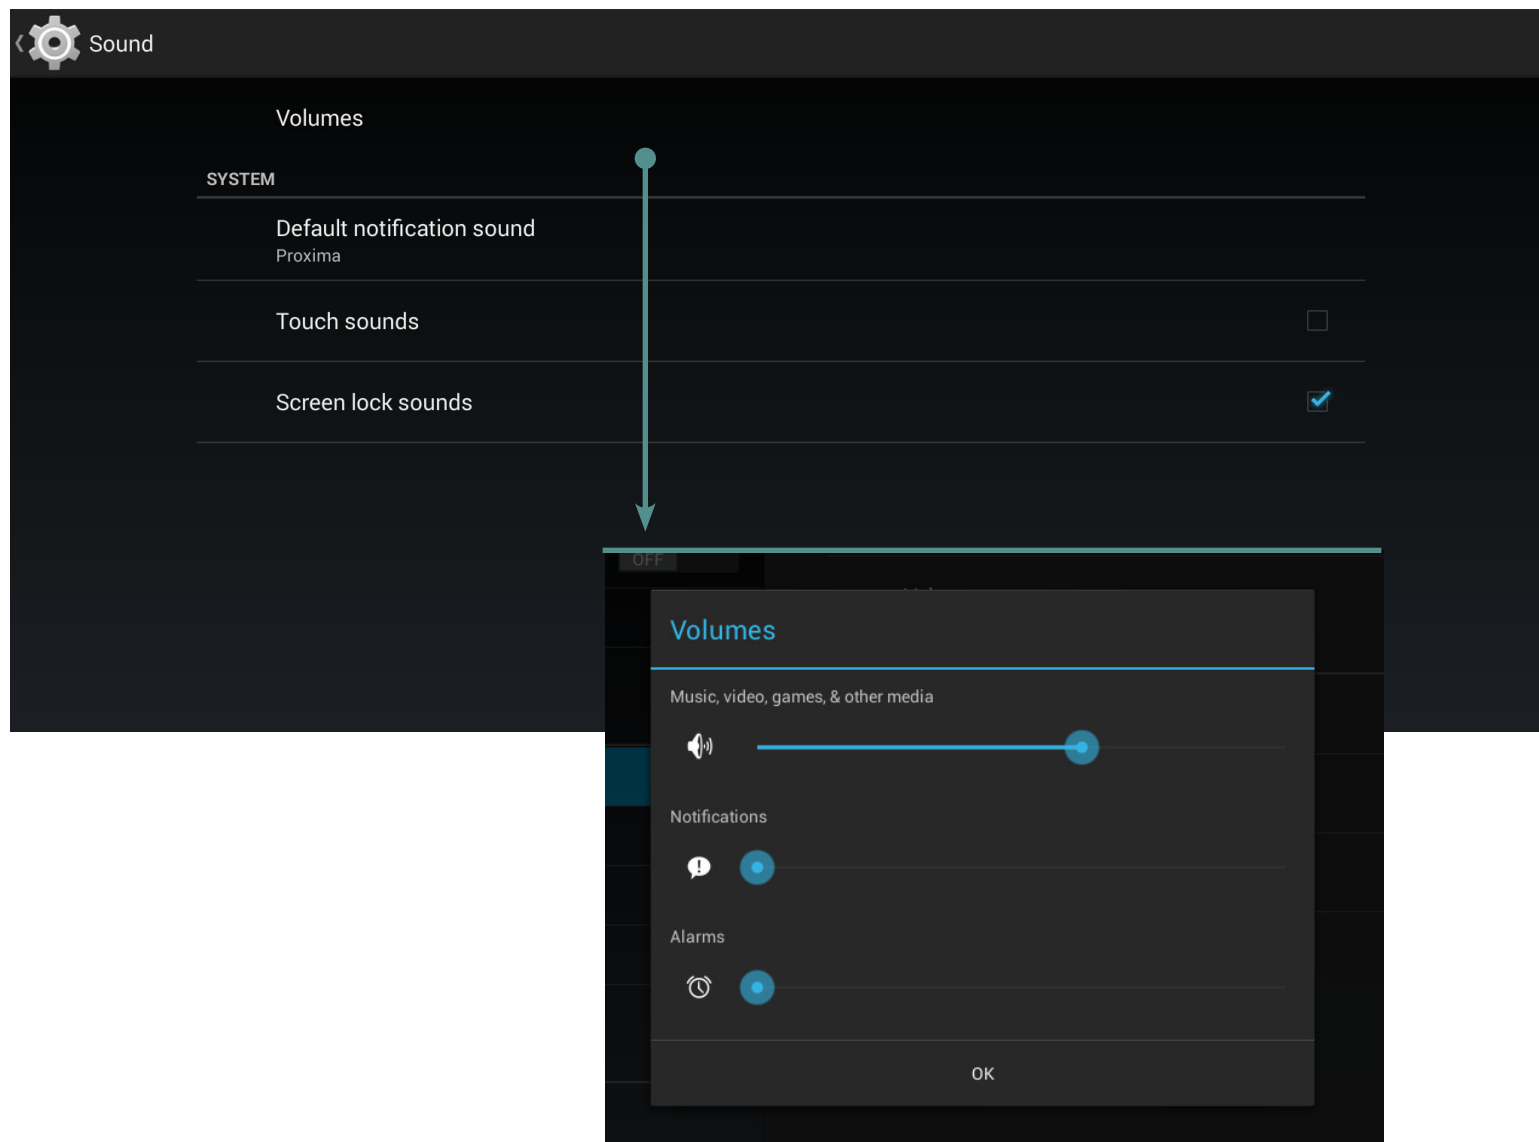 Sound
Volumes
SYSTEM
Default notification sound
Proxima
Touch sounds
Screen lock sounds
OFF
Volumes
Music, video, games, & other media
Notifications
Alarms
OK